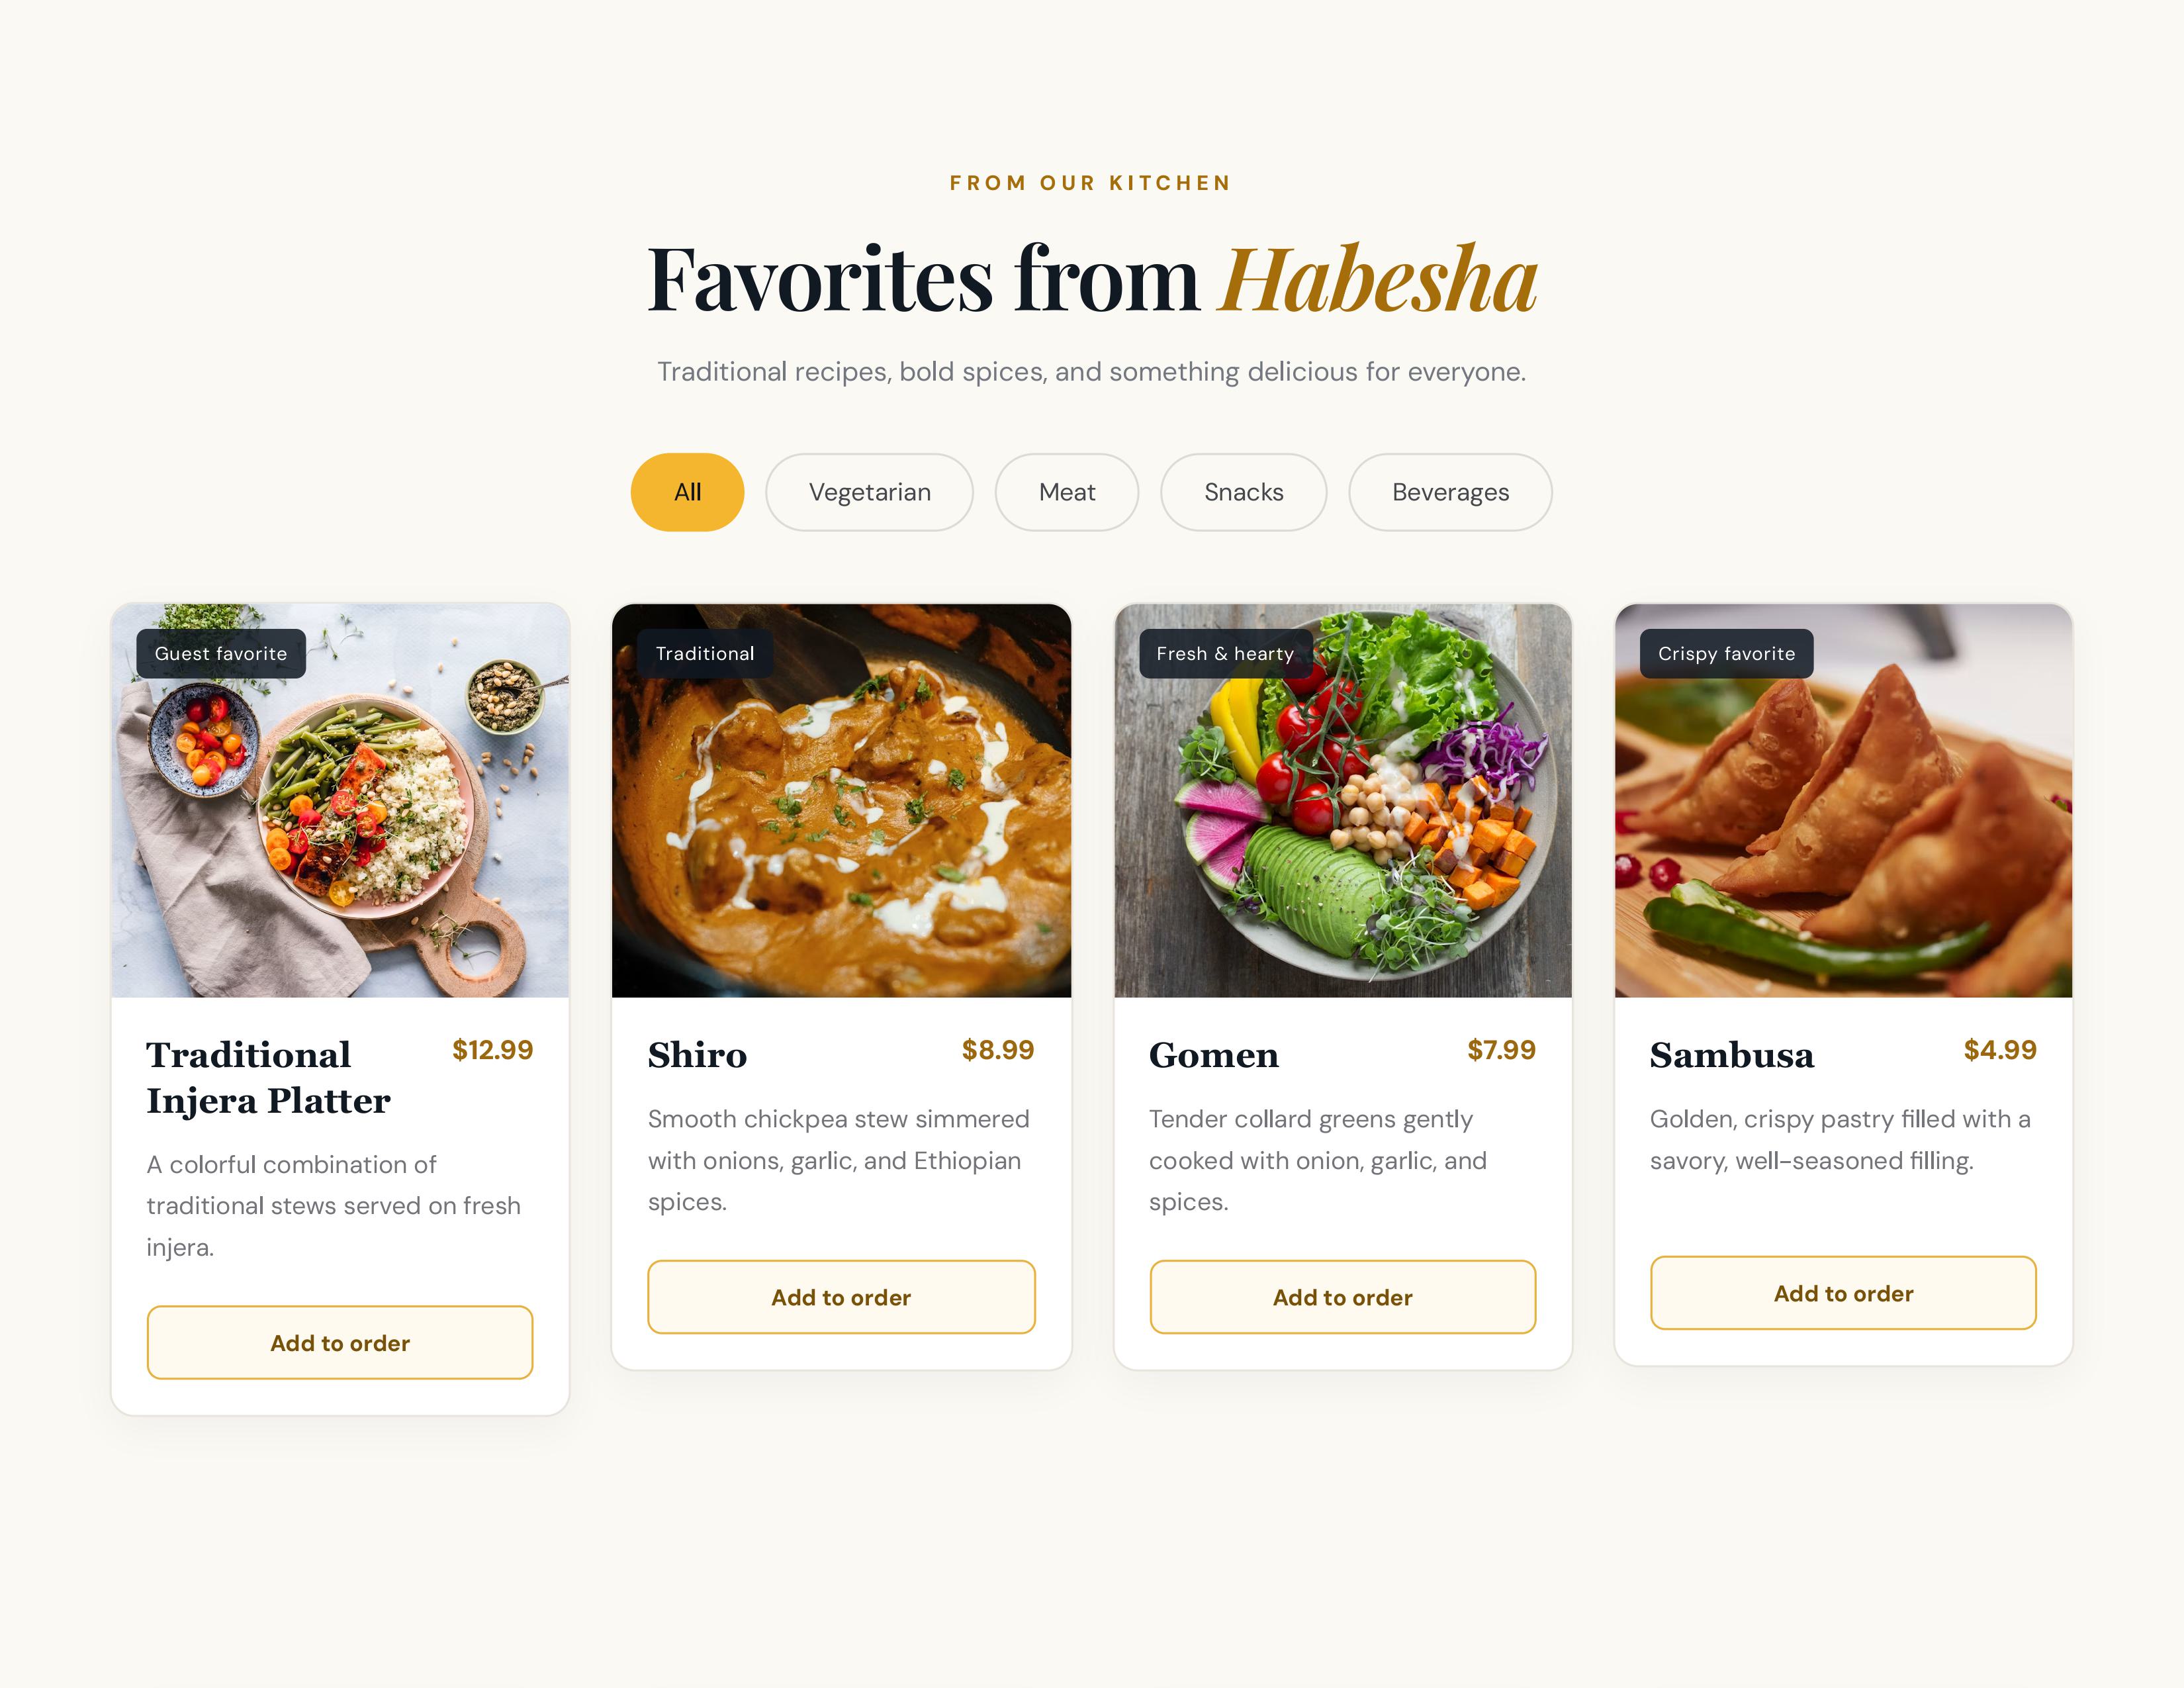 FROM OUR KITCHEN
Favorites from Habesha
Traditional recipes, bold spices, and something delicious for everyone.
All
Vegetarian
Meat
Snacks
Beverages
Guest favorite
Traditional
Injera Platter
$12.99
A colorful combination of
traditional stews served on fresh
injera.
Add to order
Traditional
Shiro
$8.99
Smooth chickpea stew simmered
with onions, garlic, and Ethiopian
spices.
Add to order
Fresh & hearty
Gomen
$7.99
Tender collard greens gently
cooked with onion, garlic, and
spices.
Add to order
Crispy favorite
Sambusa
$4.99
Golden, crispy pastry filled with a
savory, well-seasoned filling.
Add to order